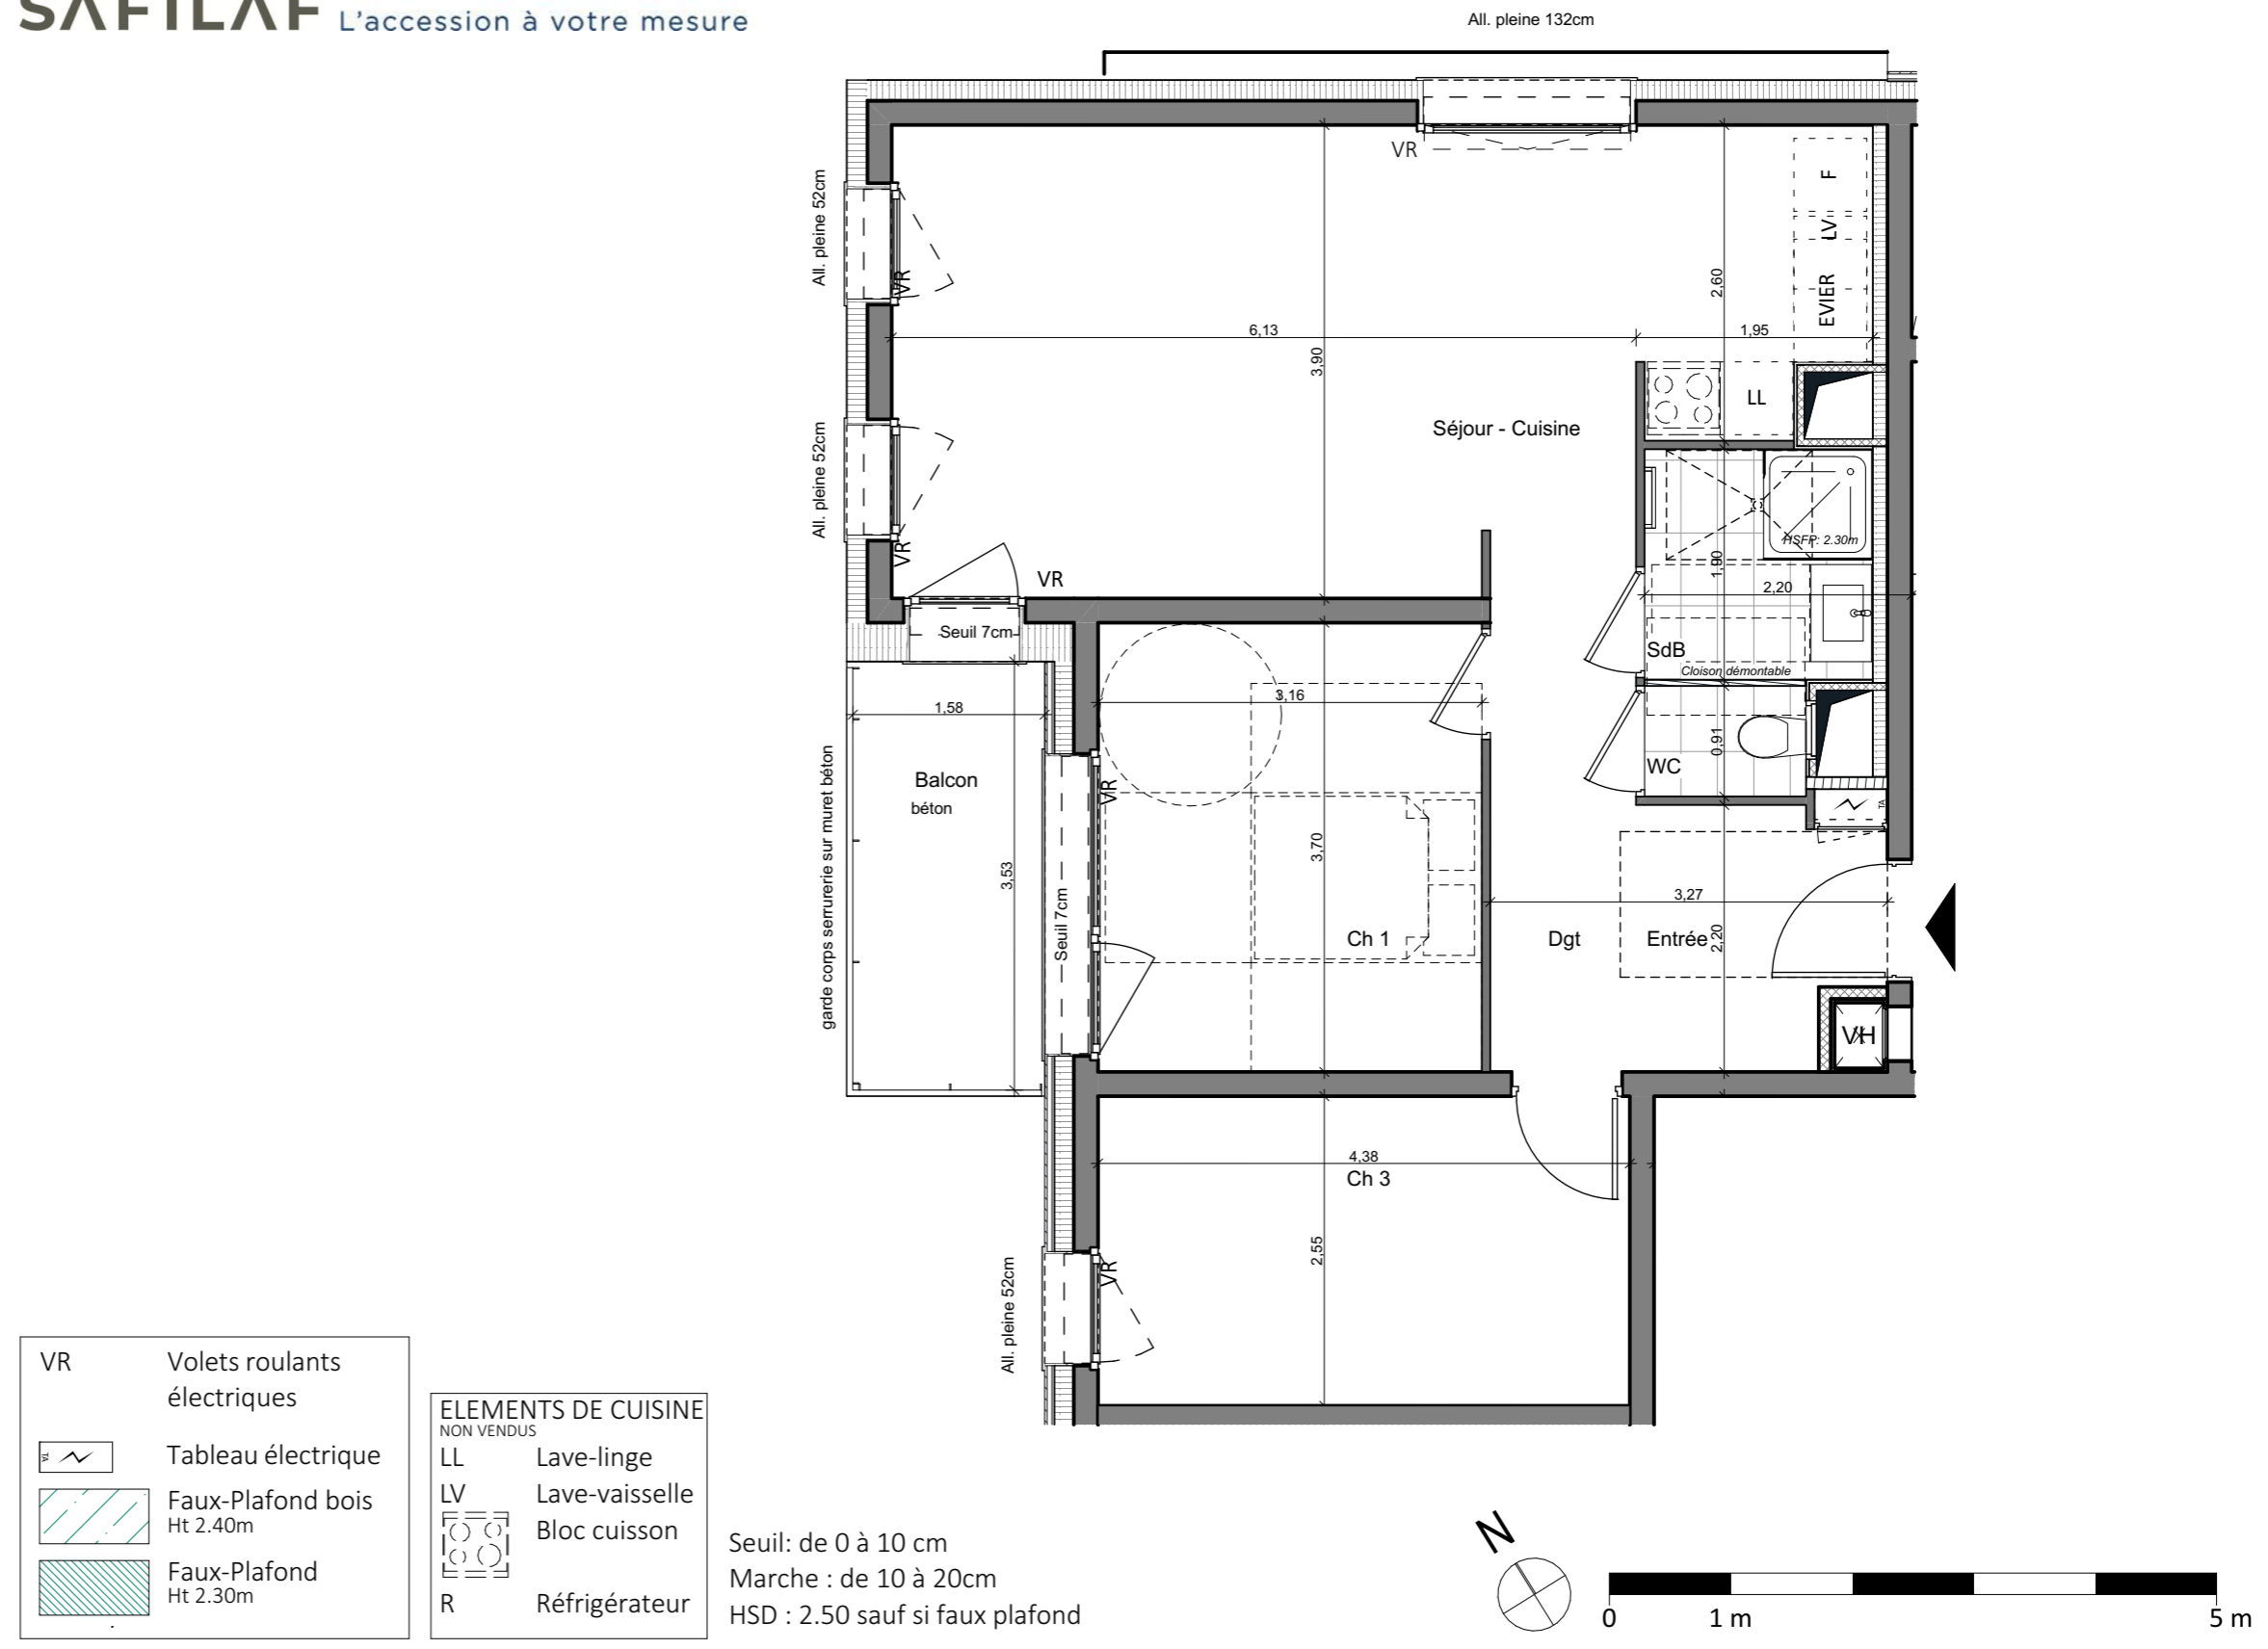 SAFILAF L'accession à votre mesure
All. pleine 132cm
VR
F
LV
EVIER
All. pleine 52cm
VR
2,60
6,13
1,95
3,90
LL
Séjour - Cuisine
All. pleine 52cm
VR
VR
HSFP: 2.30m
1,90
2,20
Seuil 7cm
SdB
Cloison démontable
3,16
1,58
0,91
WC
Balcon
béton
VR
TA
garde corps serrurerie sur muret béton
3,53
3,70
Seuil 7cm
3,27
Ch 1
Dgt
Entrée
2,20
VH
4,38
Ch 3
2,55
VR
All. pleine 52cm
VR Volets roulants
électriques
TA Tableau électrique
Faux-Plafond bois
Ht 2.40m
Faux-Plafond
Ht 2.30m
ELEMENTS DE CUISINE
NON VENDUS
LL Lave-linge
LV Lave-vaisselle
Bloc cuisson
R Réfrigérateur
Seuil: de 0 à 10 cm
Marche : de 10 à 20cm
HSD : 2.50 sauf si faux plafond
N
0 1 m 5 m